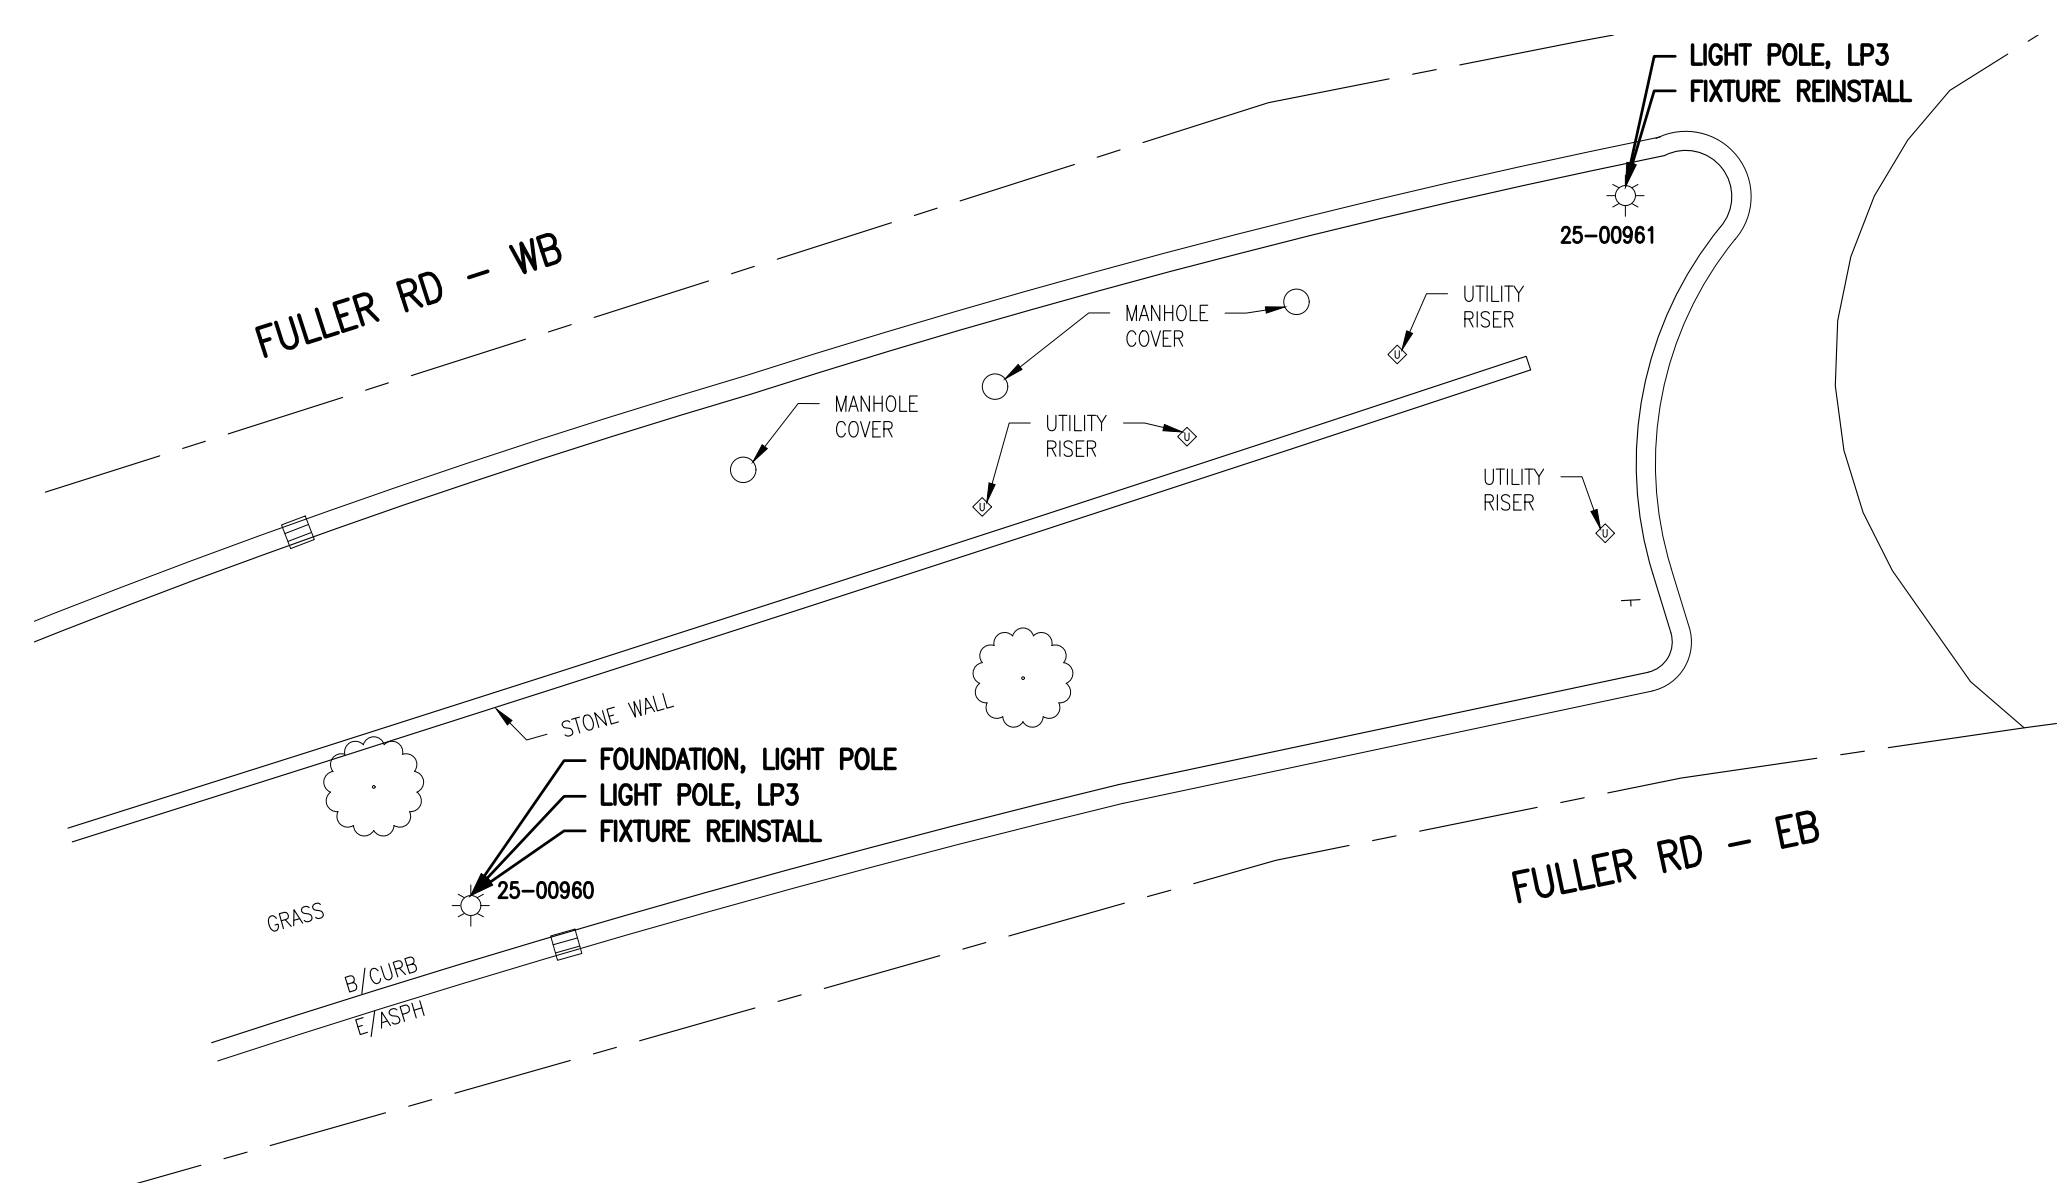 LIGHT POLE, LP3
FIXTURE REINSTALL
25-00961
FULLER RD - WB
MANHOLE
COVER
UTILITY
RISER
MANHOLE
COVER
UTILITY
RISER
UTILITY
RISER
U
U
U
U
STONE WALL
FOUNDATION, LIGHT POLE
LIGHT POLE, LP3
FIXTURE REINSTALL
25-00960
FULLER RD - EB
GRASS
B/CURB
E/ASPH